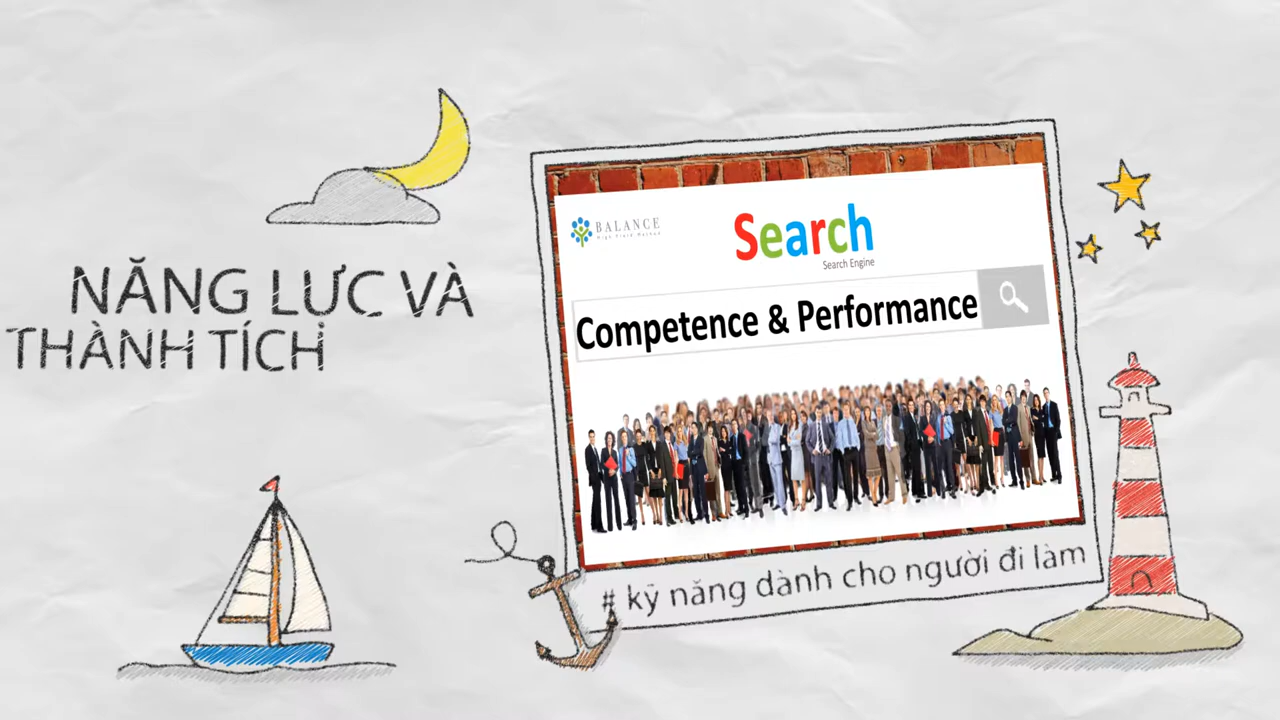 NĂNG LỰC VÀ
THÀNH TÍCH
BALANCE
Search
Search Engine
Competence & Performance
# kỹ năng dành cho người đi làm